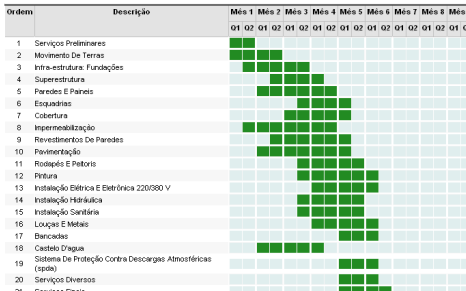 Ordem Descrição Mês 1 Mês 2 Mês 3 Mês 4 Mês 5 Mês 6 Mês 7 Mês 8 Mês
Q1 Q2 Q1 Q2 Q1 Q2 Q1 Q2 Q1 Q2 Q1 Q2 Q1 Q2 Q1 Q2 Q1
1 Serviços Preliminares
2 Movimento De Terras
3 Infra-estrutura: Fundações
4 Superestrutura
5 Paredes E Paineis
6 Esquadrias
7 Cobertura
8 Impermeabilização
9 Revestimentos De Paredes
10 Pavimentação
11 Rodapés E Peitoris
12 Pintura
13 Instalação Elétrica E Eletrônica 220/380 V
14 Instalação Hidráulica
15 Instalação Sanitária
16 Louças E Metais
17 Bancadas
18 Castelo D'agua
19 Sistema De Proteção Contra Descargas Atmosféricas
(spda)
20 Serviços Diversos
21 Serviços Finais